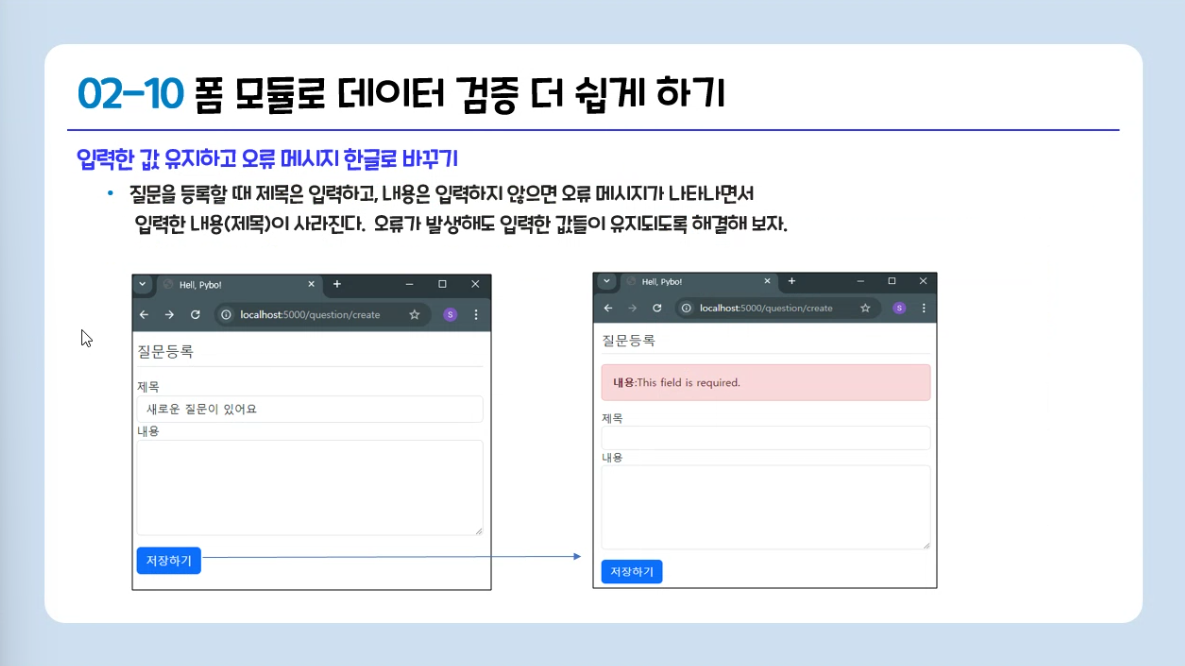 02-10 폼 모듈로 데이터 검증 더 쉽게 하기
입력한 값 유지하고 오류 메시지 한글로 바꾸기
• 질문을 등록할 때 제목은 입력하고, 내용은 입력하지 않으면 오류 메시지가 나타나면서
입력한 내용(제목)이 사라진다. 오류가 발생해도 입력한 값들이 유지되도록 해결해 보자.
Hell, Pybo!
localhost:5000/question/create
S
질문등록
제목
새로운 질문이 있어요
내용
저장하기
Hell, Pybo!
localhost:5000/question/create
S
질문등록
내용:This field is required.
제목
내용
저장하기